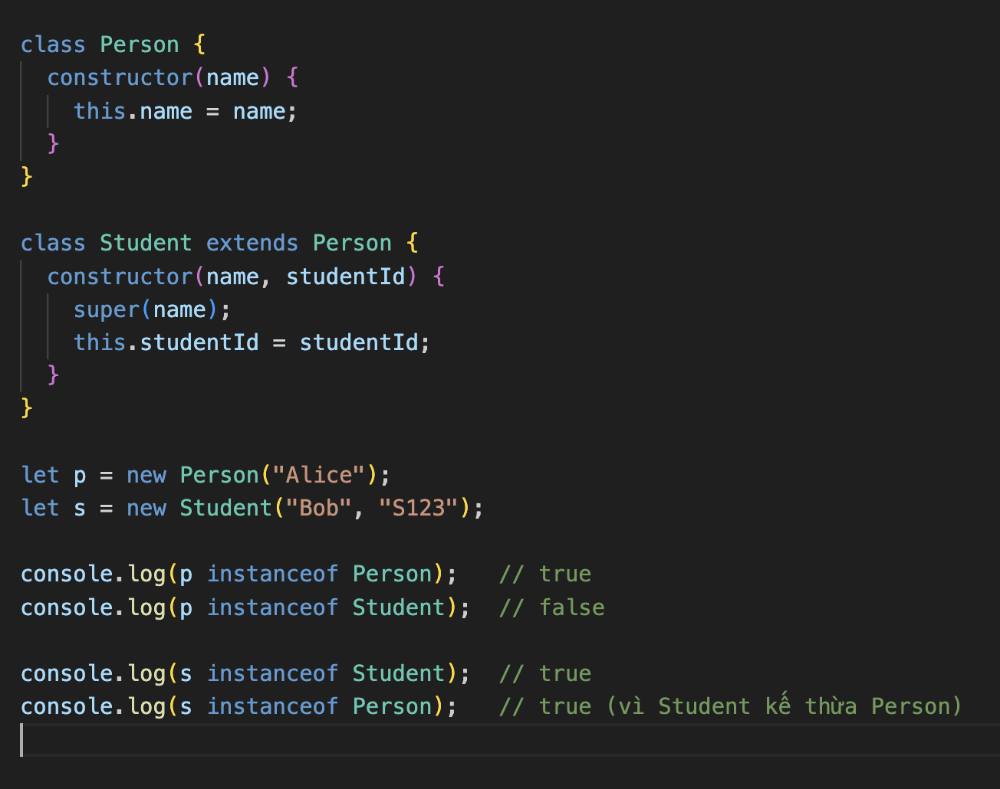 class Person {
  constructor(name) {
    this.name = name;
  }
}

class Student extends Person {
  constructor(name, studentId) {
    super(name);
    this.studentId = studentId;
  }
}

let p = new Person("Alice");
let s = new Student("Bob", "S123");

console.log(p instanceof Person);   // true
console.log(p instanceof Student);  // false

console.log(s instanceof Student);  // true
console.log(s instanceof Person);   // true (vì Student kế thừa Person)